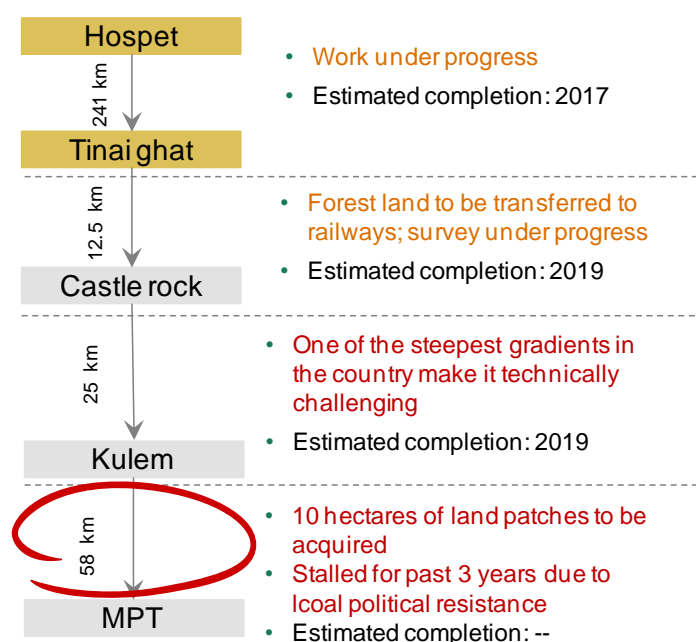 Hospet
241 km
• Work under progress
• Estimated completion: 2017
Tinai ghat
12.5 km
• Forest land to be transferred to
railways; survey under progress
• Estimated completion: 2019
Castle rock
25 km
• One of the steepest gradients in
the country make it technically
challenging
• Estimated completion: 2019
Kulem
58 km
• 10 hectares of land patches to be
acquired
• Stalled for past 3 years due to
lcoal political resistance
• Estimated completion: --
MPT